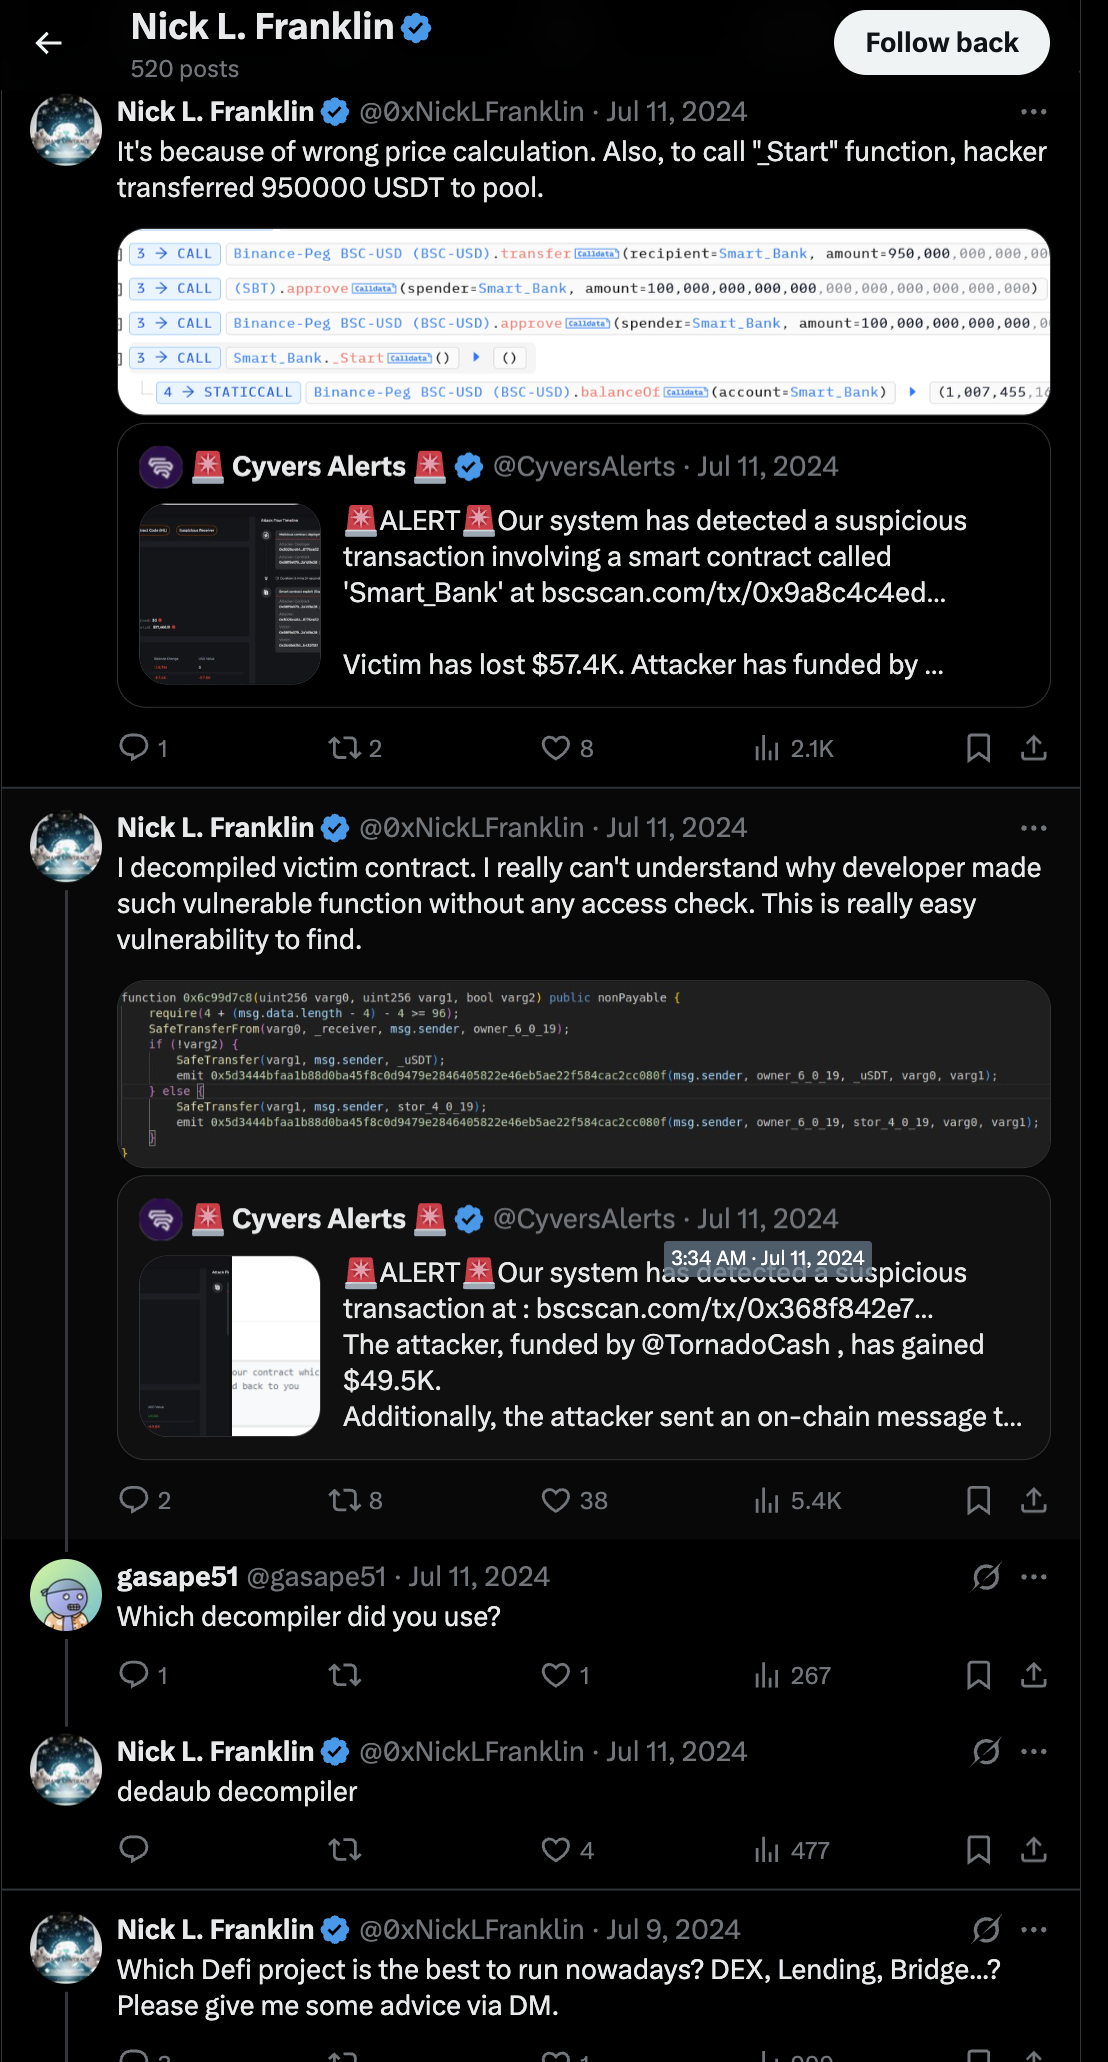 Nick L. Franklin
520 posts
Follow back
Nick L. Franklin @0xNickLFranklin · Jul 11, 2024
It's because of wrong price calculation. Also, to call "_Start" function, hacker
transferred 950000 USDT to pool.
3 → CALL Binance-Peg BSC-USD (BSC-USD).transfer Calldata (recipient=Smart_Bank, amount=950,000,000,000,00
3 → CALL (SBT).approve Calldata (spender=Smart_Bank, amount=100,000,000,000,000,000,000,000,000,000,000)
3 → CALL Binance-Peg BSC-USD (BSC-USD).approve Calldata (spender=Smart_Bank, amount=100,000,000,000,000,0
3 → CALL Smart_Bank._Start Calldata () ()
4 → STATICCALL Binance-Peg BSC-USD (BSC-USD).balanceOf Calldata (account=Smart_Bank) (1,007,455,16
Cyvers Alerts @CyversAlerts · Jul 11, 2024
🚨ALERT🚨Our system has detected a suspicious
transaction involving a smart contract called
'Smart_Bank' at bscscan.com/tx/0x9a8c4c4ed...
Victim has lost $57.4K. Attacker has funded by ...
1 2 8 2.1K
Nick L. Franklin @0xNickLFranklin · Jul 11, 2024
I decompiled victim contract. I really can't understand why developer made
such vulnerable function without any access check. This is really easy
vulnerability to find.
function 0x6c99d7c8(uint256 varg0, uint256 varg1, bool varg2) public nonPayable {
require(4 + (msg.data.length - 4) - 4 >= 96);
SafeTransferFrom(varg0, _receiver, msg.sender, owner_6_0_19);
if (!varg2) {
SafeTransfer(varg1, msg.sender, _uSDT);
emit 0x5d3444bfaa1b88d0ba45f8c0d9479e2846405822e46eb5ae22f584cac2cc080f(msg.sender, owner_6_0_19, _uSDT, varg0, varg1);
} else {
SafeTransfer(varg1, msg.sender, stor_4_0_19);
emit 0x5d3444bfaa1b88d0ba45f8c0d9479e2846405822e46eb5ae22f584cac2cc080f(msg.sender, owner_6_0_19, stor_4_0_19, varg0, varg1);
}
}
Cyvers Alerts @CyversAlerts · Jul 11, 2024
3:34 AM · Jul 11, 2024
🚨ALERT🚨Our system has detected a suspicious
transaction at : bscscan.com/tx/0x368f842e7...
The attacker, funded by @TornadoCash , has gained
$49.5K.
Additionally, the attacker sent an on-chain message t...
our contract whic
d back to you
2 8 38 5.4K
gasape51 @gasape51 · Jul 11, 2024
Which decompiler did you use?
1 1 267
Nick L. Franklin @0xNickLFranklin · Jul 11, 2024
dedaub decompiler
4 477
Nick L. Franklin @0xNickLFranklin · Jul 9, 2024
Which Defi project is the best to run nowadays? DEX, Lending, Bridge...?
Please give me some advice via DM.